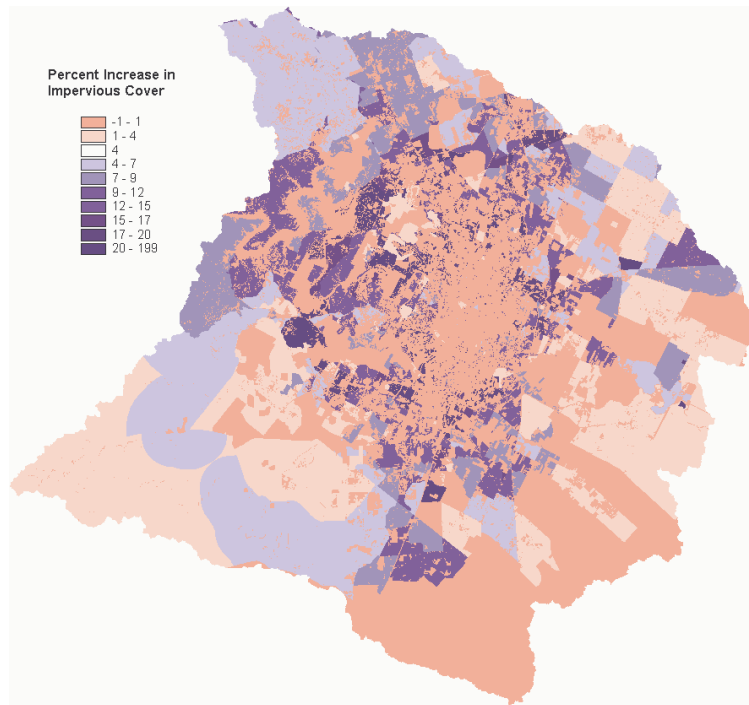 Percent Increase in
Impervious Cover
-1 - 1
1 - 4
4
4 - 7
7 - 9
9 - 12
12 - 15
15 - 17
17 - 20
20 - 199